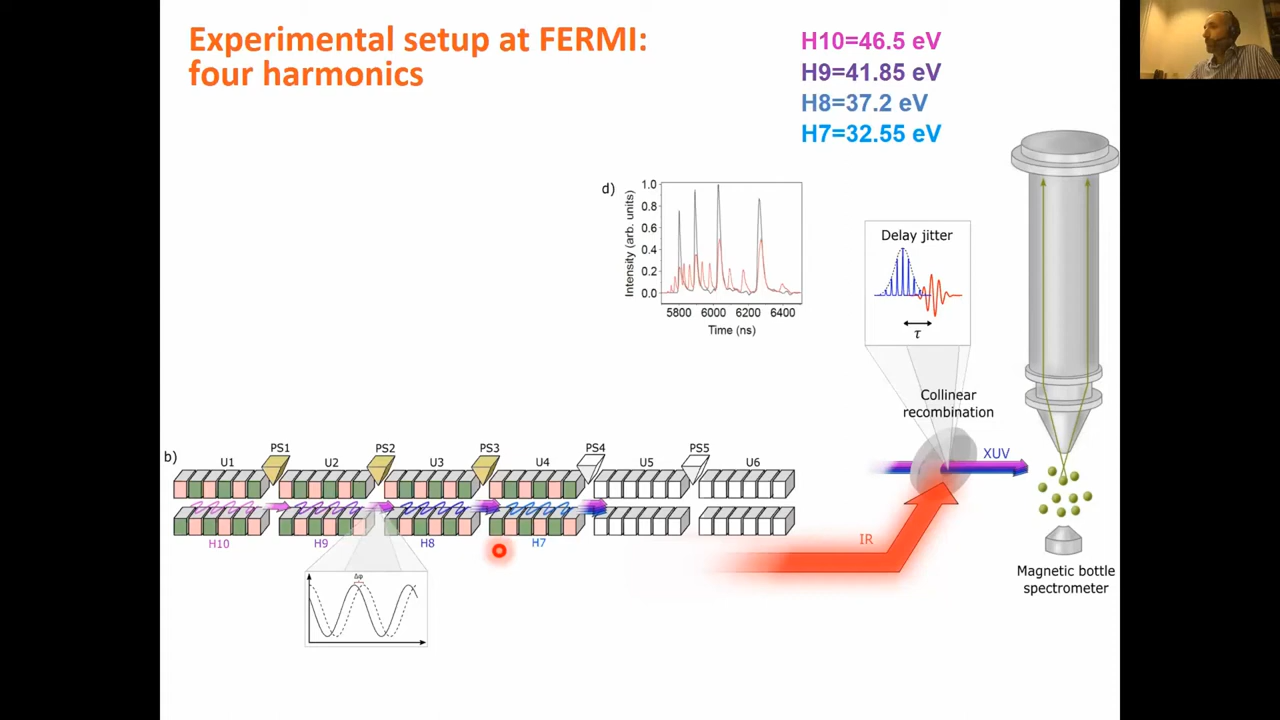 Experimental setup at FERMI:
four harmonics
H10=46.5 eV
H9=41.85 eV
H8=37.2 eV
H7=32.55 eV
d)
Intensity (arb. units)
1.0
0.8
0.6
0.4
0.2
0.0
5800 6000 6200 6400
Time (ns)
Delay jitter
τ
Collinear
recombination
XUV
IR
Magnetic bottle
spectrometer
b)
PS1 PS2 PS3 PS4 PS5
U1 U2 U3 U4 U5 U6
H10 H9 H8 H7
Δφ